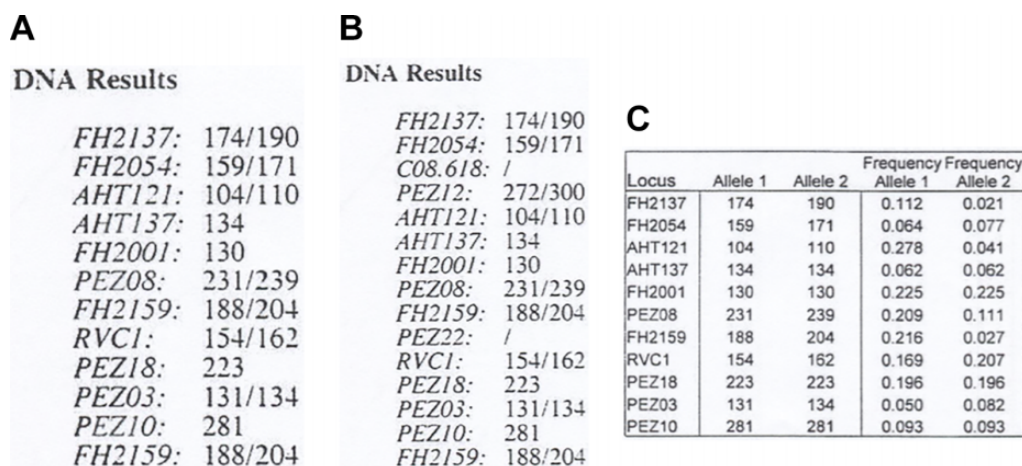 A
DNA Results
FH2137: 174/190
FH2054: 159/171
AHT121: 104/110
AHT137: 134
FH2001: 130
PEZ08: 231/239
FH2159: 188/204
RVC1: 154/162
PEZ18: 223
PEZ03: 131/134
PEZ10: 281
FH2159: 188/204
B
DNA Results
FH2137: 174/190
FH2054: 159/171
C08.618: /
PEZ12: 272/300
AHT121: 104/110
AHT137: 134
FH2001: 130
PEZ08: 231/239
FH2159: 188/204
PEZ22: /
RVC1: 154/162
PEZ18: 223
PEZ03: 131/134
PEZ10: 281
FH2159: 188/204
C
Frequency Frequency
Locus Allele 1 Allele 2 Allele 1 Allele 2
FH2137 174 190 0.112 0.021
FH2054 159 171 0.064 0.077
AHT121 104 110 0.278 0.041
AHT137 134 134 0.062 0.062
FH2001 130 130 0.225 0.225
PEZ08 231 239 0.209 0.111
FH2159 188 204 0.216 0.027
RVC1 154 162 0.169 0.207
PEZ18 223 223 0.196 0.196
PEZ03 131 134 0.050 0.082
PEZ10 281 281 0.093 0.093